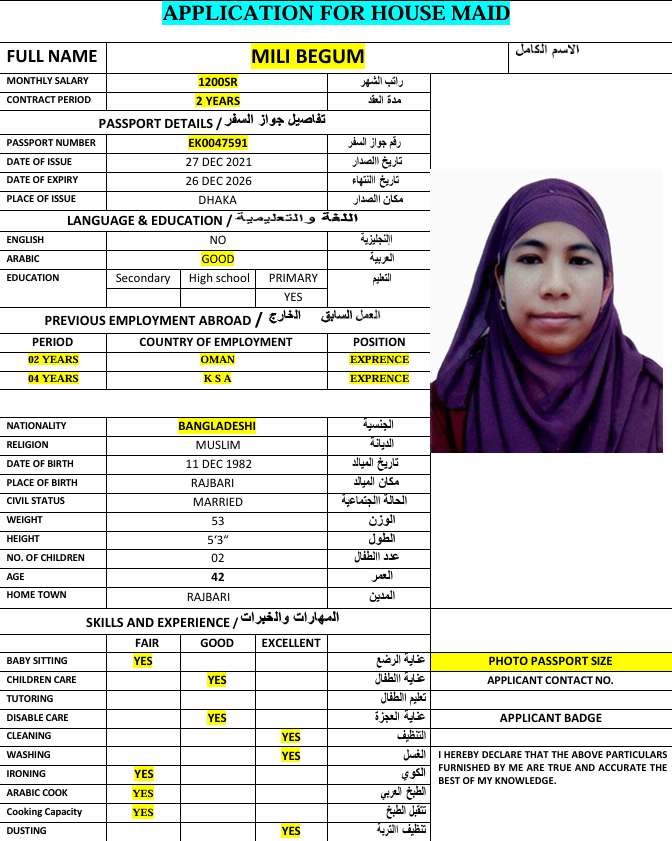 APPLICATION FOR HOUSE MAID
FULL NAME MILI BEGUM الاسم الكامل
MONTHLY SALARY 1200SR راتب الشهر
CONTRACT PERIOD 2 YEARS مدة العقد
PASSPORT DETAILS / تفاصيل جواز السفر
PASSPORT NUMBER EK0047591 رقم جواز السفر
DATE OF ISSUE 27 DEC 2021 تاريخ االصدار
DATE OF EXPIRY 26 DEC 2026 تاريخ االنتهاء
PLACE OF ISSUE DHAKA مكان االصدار
LANGUAGE & EDUCATION / اللغة والتعليمية
ENGLISH NO اإلنجليزية
ARABIC GOOD العربية
EDUCATION Secondary High school PRIMARY التعليم
YES
PREVIOUS EMPLOYMENT ABROAD / العمل السابق الخارج
PERIOD COUNTRY OF EMPLOYMENT POSITION
02 YEARS OMAN EXPRENCE
04 YEARS K S A EXPRENCE
NATIONALITY BANGLADESHI الجنسية
RELIGION MUSLIM الديانة
DATE OF BIRTH 11 DEC 1982 تاريخ الميالد
PLACE OF BIRTH RAJBARI مكان الميالد
CIVIL STATUS MARRIED الحالة االجتماعية
WEIGHT 53 الوزن
HEIGHT 5‘3“ الطول
NO. OF CHILDREN 02 عدد االطفال
AGE 42 العمر
HOME TOWN RAJBARI المدين
SKILLS AND EXPERIENCE / المهارات والخبرات
FAIR GOOD EXCELLENT
BABY SITTING YES عناية الرضع PHOTO PASSPORT SIZE
CHILDREN CARE YES عناية االطفال APPLICANT CONTACT NO.
TUTORING تعليم االطفال
DISABLE CARE YES عناية العجزة APPLICANT BADGE
CLEANING YES التنظيف
WASHING YES الغسل
I HEREBY DECLARE THAT THE ABOVE PARTICULARS
FURNISHED BY ME ARE TRUE AND ACCURATE THE
BEST OF MY KNOWLEDGE.
IRONING YES الكوي
ARABIC COOK YES الطبخ العربي
Cooking Capacity YES تتقبل الطبخ
DUSTING YES تنظيف التربة